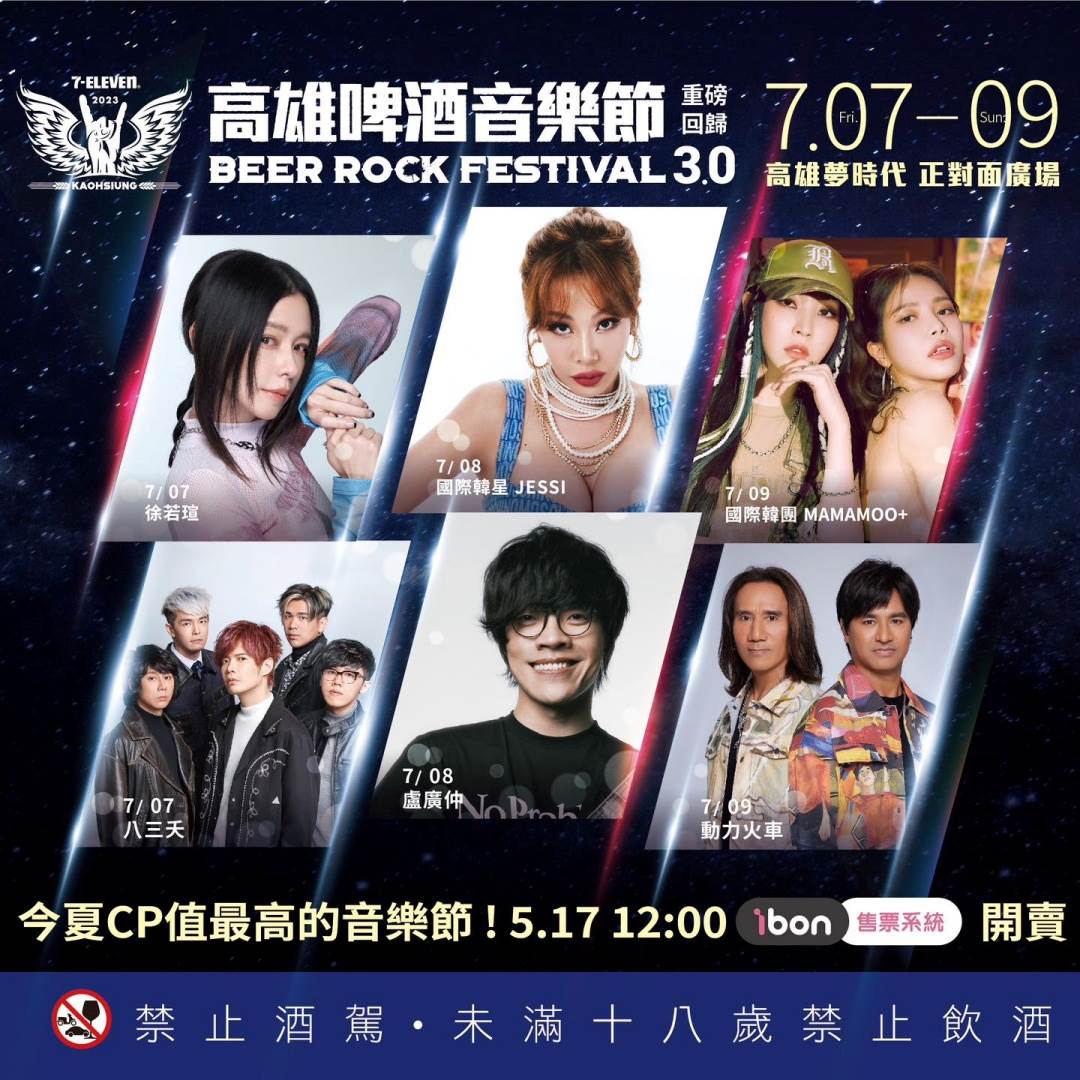 7-ELEVEN
2023
KAOHSIUNG
高雄啤酒音樂節
BEER ROCK FESTIVAL 3.0
重磅
回歸
7.07—09
Fri. Sun.
高雄夢時代 正對面廣場
7/ 07
徐若瑄
7/ 08
國際韓星 JESSI
7/ 09
國際韓團 MAMAMOO+
7/ 07
八三夭
7/ 08
盧廣仲
7/ 09
動力火車
今夏CP值最高的音樂節!5.17 12:00 ibon 售票系統 開賣
禁止酒駕・未滿十八歲禁止飲酒